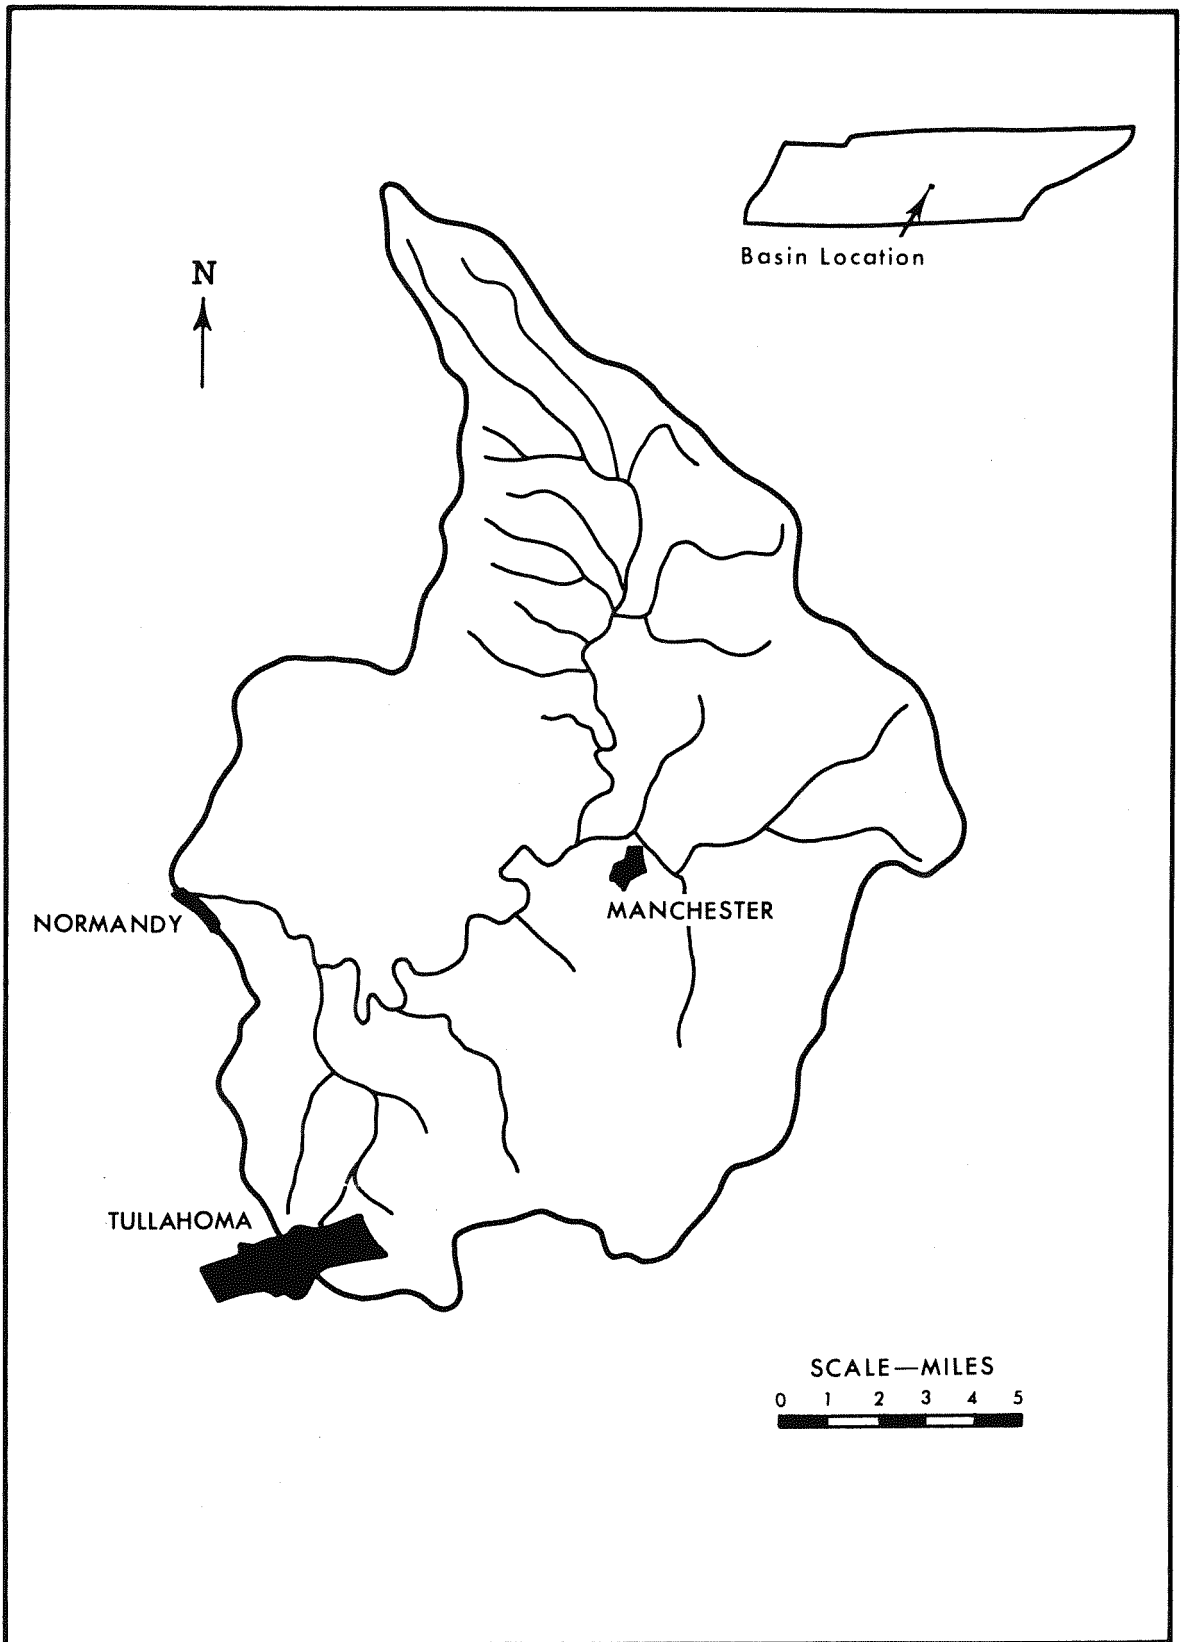 Basin Location
N
NORMANDY
MANCHESTER
TULLAHOMA
SCALE—MILES
0 1 2 3 4 5